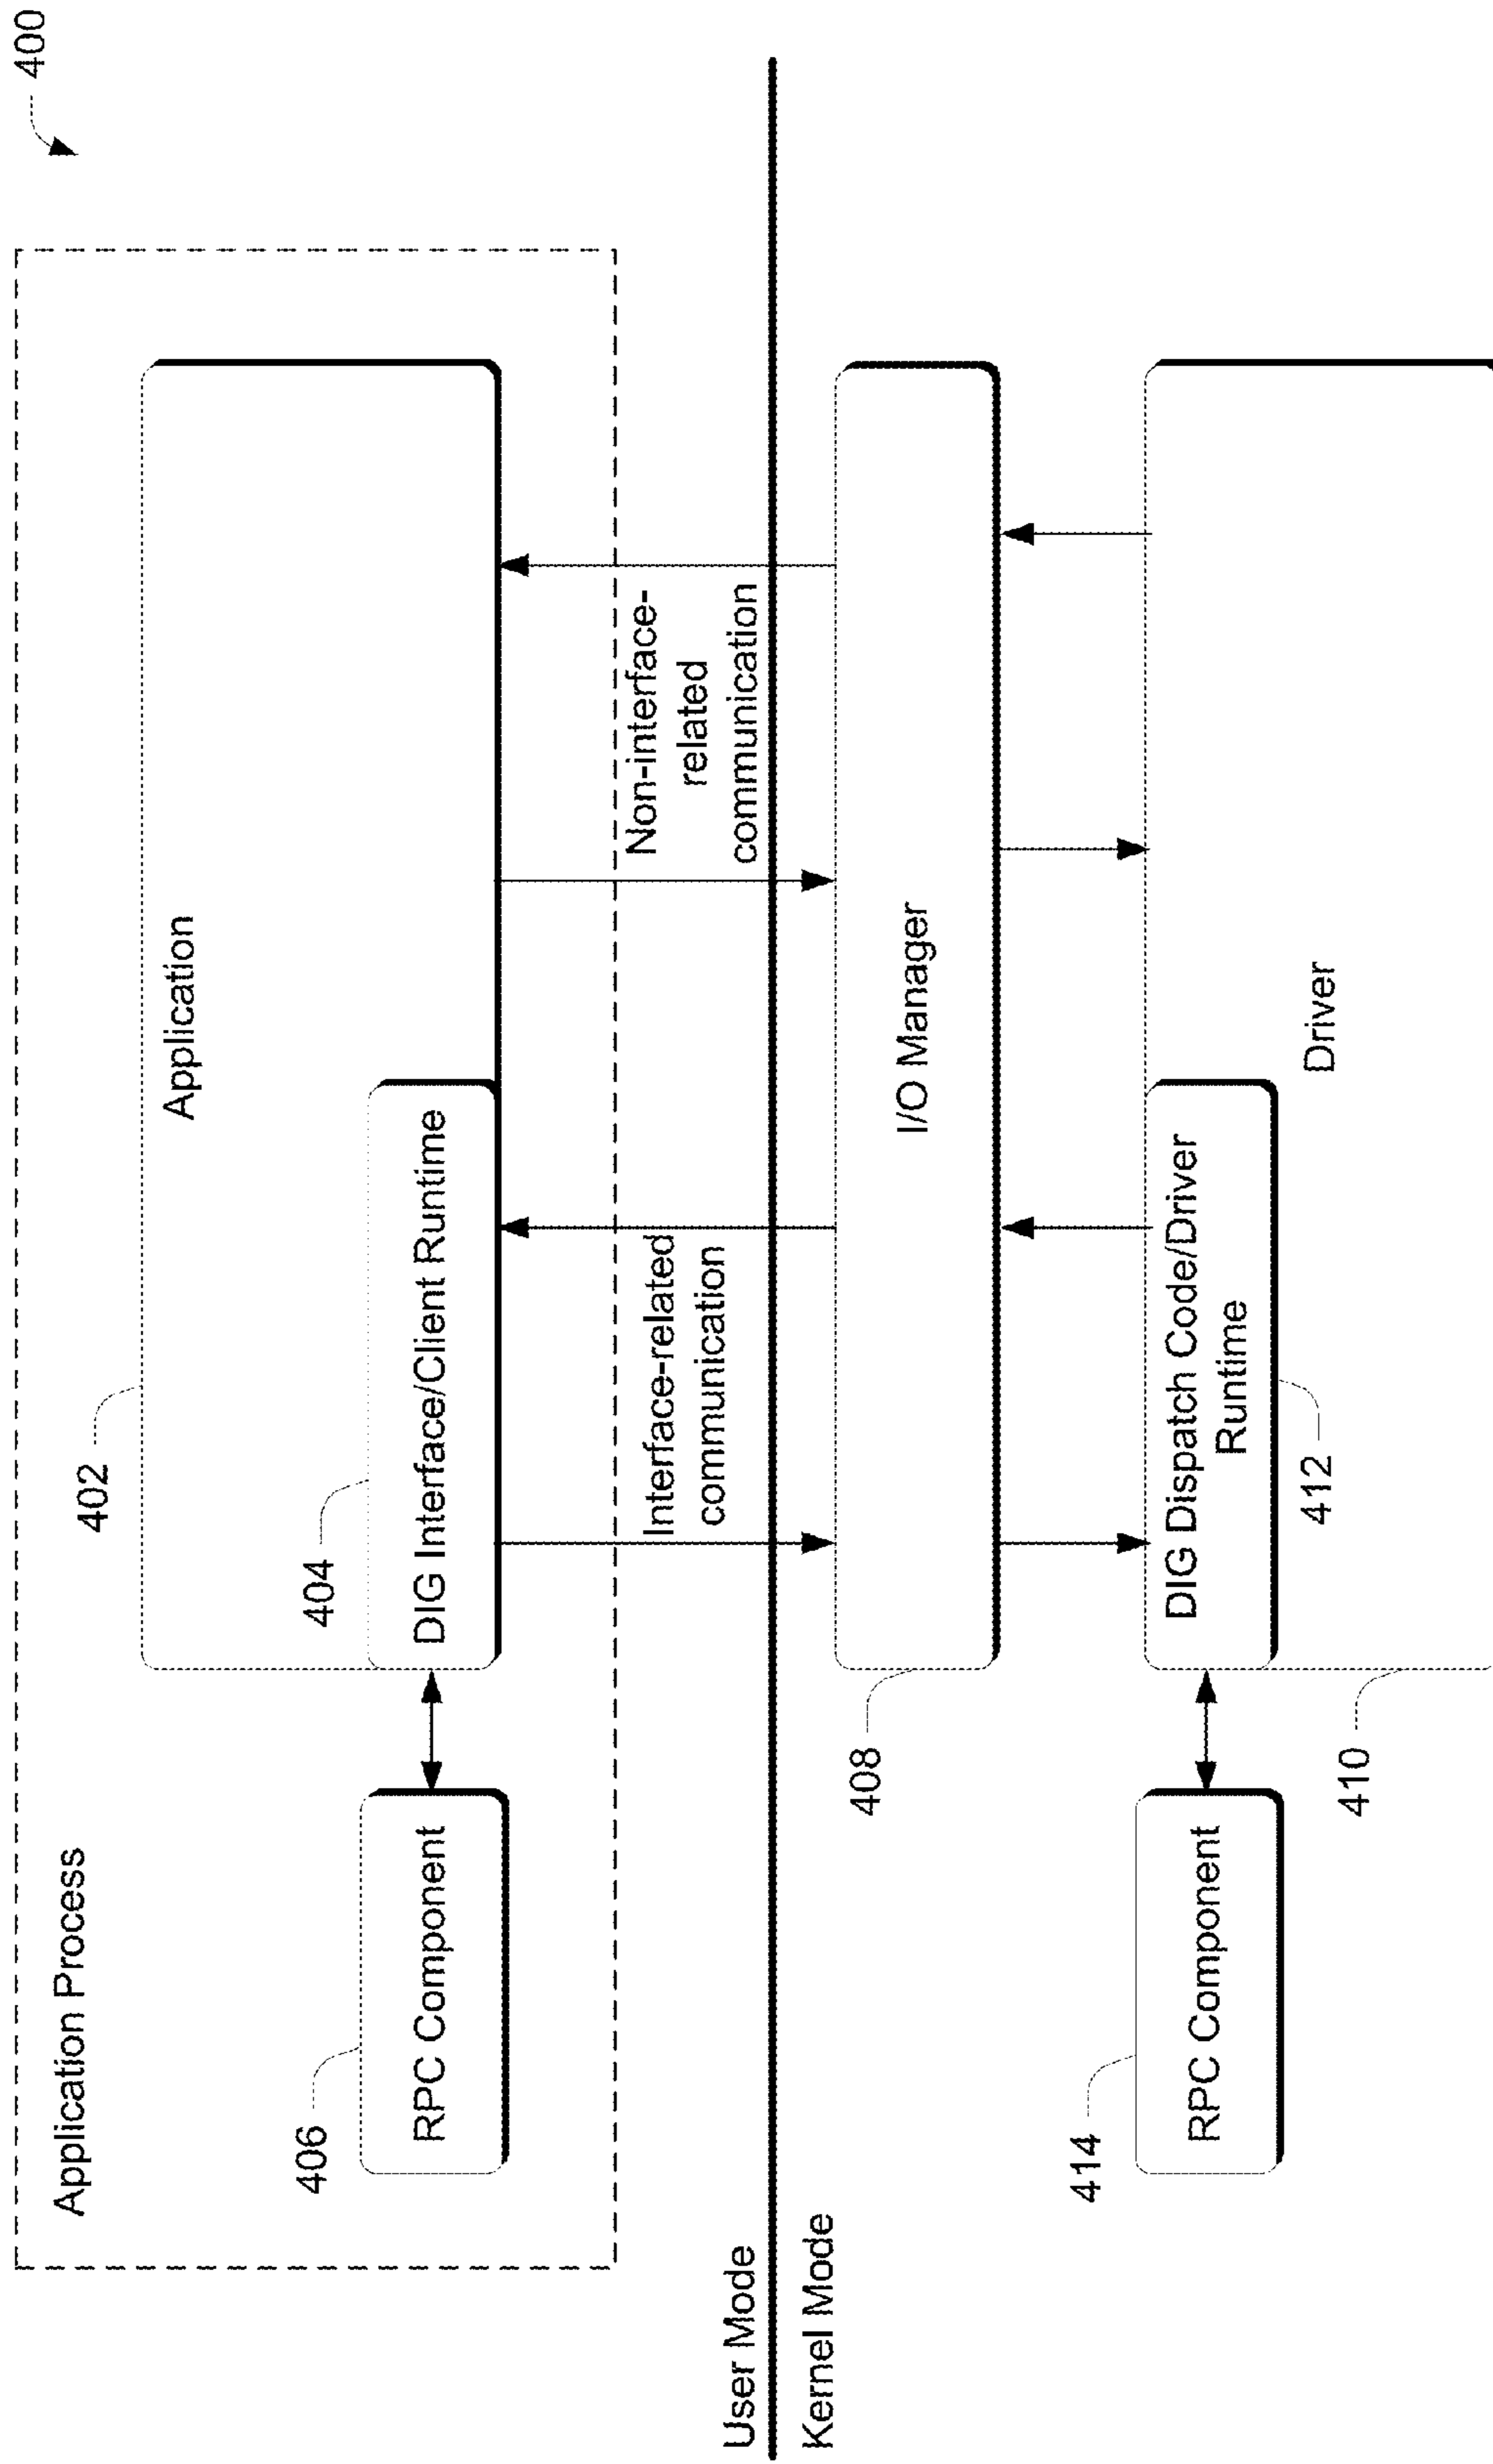 400
Application Process
402
Application
404
DIG Interface/Client Runtime
406
RPC Component
Interface-related
communication
Non-interface-
related
communication
User Mode
Kernel Mode
408
I/O Manager
414
RPC Component
DIG Dispatch Code/Driver
Runtime
412
410
Driver